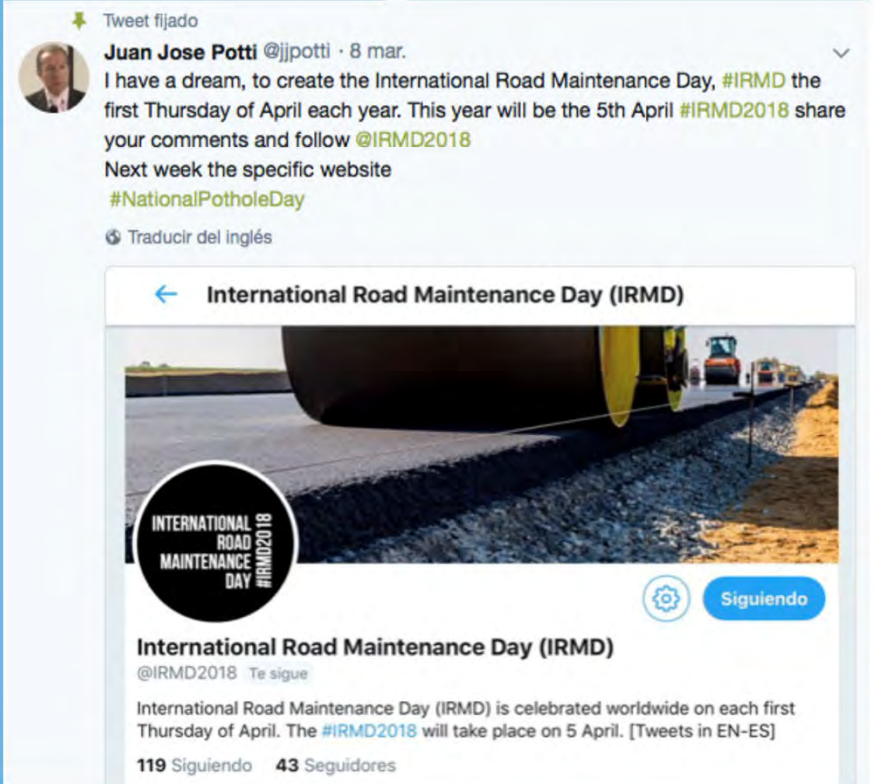 Tweet fijado
Juan Jose Potti @jjpotti · 8 mar.
I have a dream, to create the International Road Maintenance Day, #IRMD the
first Thursday of April each year. This year will be the 5th April #IRMD2018 share
your comments and follow @IRMD2018
Next week the specific website
#NationalPotholeDay
Traducir del inglés
International Road Maintenance Day (IRMD)
INTERNATIONAL
ROAD
MAINTENANCE
DAY
#IRMD2018
Siguiendo
International Road Maintenance Day (IRMD)
@IRMD2018 Te sigue
International Road Maintenance Day (IRMD) is celebrated worldwide on each first
Thursday of April. The #IRMD2018 will take place on 5 April. [Tweets in EN-ES]
119 Siguiendo 43 Seguidores